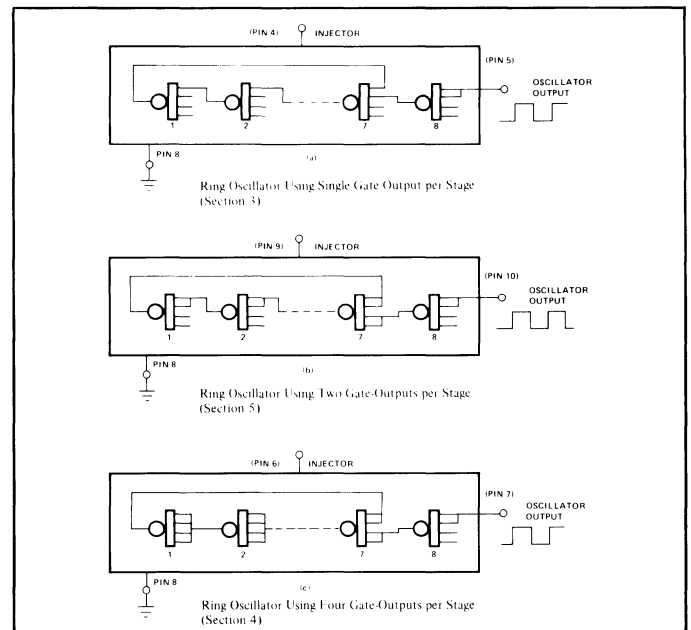 (PIN 4) INJECTOR
(PIN 5)
OSCILLATOR
OUTPUT
1 2 7 8
PIN 8
(a)
Ring Oscillator Using Single Gate Output per Stage
(Section 3)
(PIN 9) INJECTOR
(PIN 10)
OSCILLATOR
OUTPUT
1 2 7 8
PIN 8
(b)
Ring Oscillator Using Two Gate-Outputs per Stage
(Section 5)
(PIN 6) INJECTOR
(PIN 7)
OSCILLATOR
OUTPUT
1 2 7 8
PIN 8
(c)
Ring Oscillator Using Four Gate-Outputs per Stage
(Section 4)